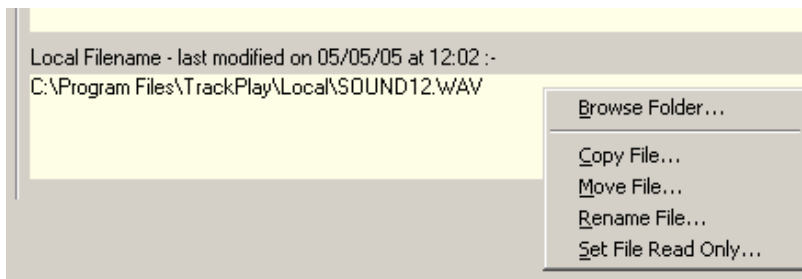 Local Filename - last modified on 05/05/05 at 12:02 :-
C:\Program Files\TrackPlay\Local\SOUND12.WAV
Browse Folder...
Copy File...
Move File...
Rename File...
Set File Read Only...